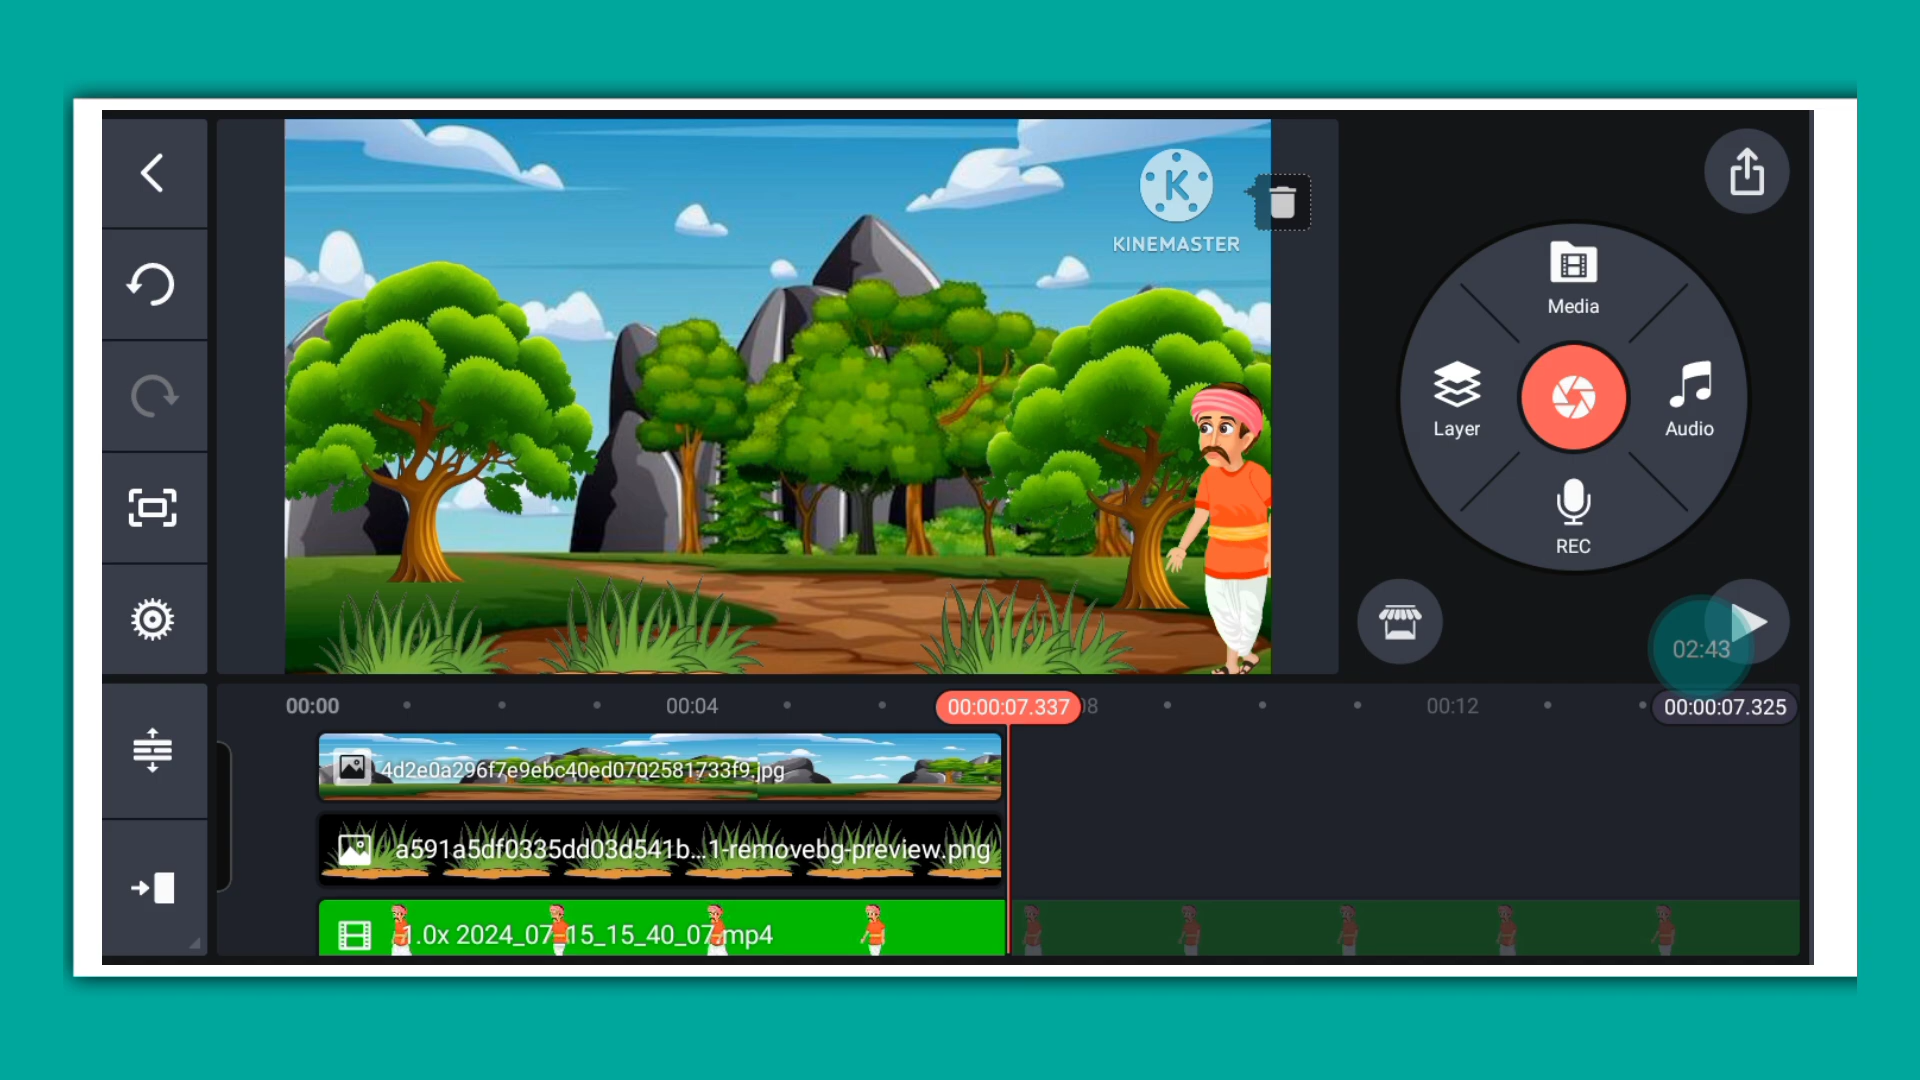 KINEMASTER
Media
Layer
Audio
REC
02:43
00:00
00:04
00:00:07.337
08
00:12
00:00:07.325
4d2e0a296f7e9ebc40ed0702581733f9.jpg
a591a5df0335dd03d541b...1-removebg-preview.png
1.0x 2024_07_15_15_40_07.mp4